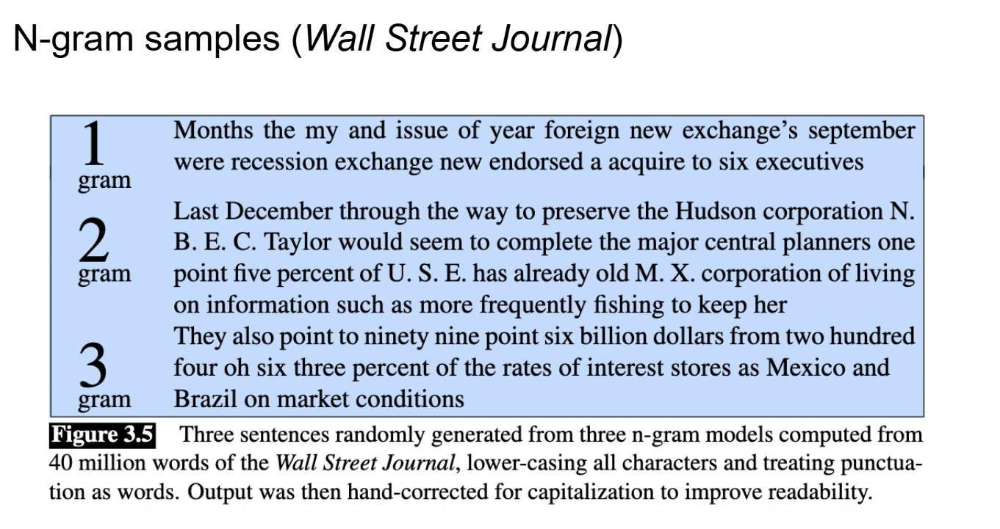 N-gram samples (Wall Street Journal)
1
gram
Months the my and issue of year foreign new exchange’s september
were recession exchange new endorsed a acquire to six executives
2
gram
Last December through the way to preserve the Hudson corporation N.
B. E. C. Taylor would seem to complete the major central planners one
point five percent of U. S. E. has already old M. X. corporation of living
on information such as more frequently fishing to keep her
3
gram
They also point to ninety nine point six billion dollars from two hundred
four oh six three percent of the rates of interest stores as Mexico and
Brazil on market conditions
Figure 3.5 Three sentences randomly generated from three n-gram models computed from
40 million words of the Wall Street Journal, lower-casing all characters and treating punctua-
tion as words. Output was then hand-corrected for capitalization to improve readability.